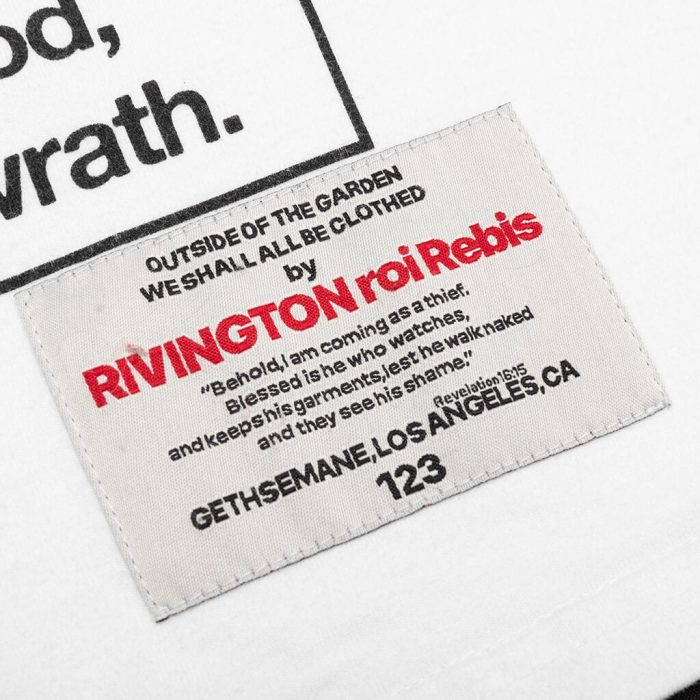 od,
wrath.
OUTSIDE OF THE GARDEN
WE SHALL ALL BE CLOTHED
by
RIVINGTON roi Rebis
"Behold, I am coming as a thief.
Blessed is he who watches,
and keeps his garments, lest he walk naked
and they see his shame."
Revelation 16:15
GETHSEMANE, LOS ANGELES, CA
123